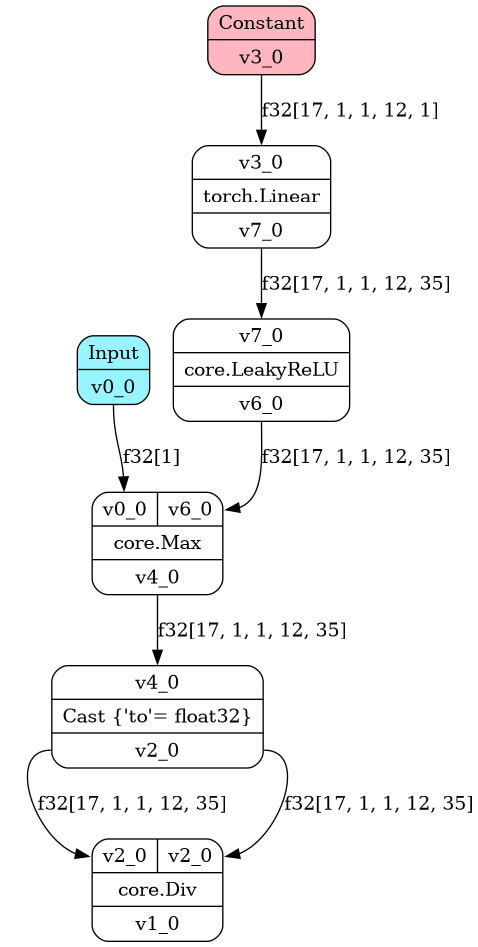 Constant
v3_0
f32[17, 1, 1, 12, 1]
v3_0
torch.Linear
v7_0
f32[17, 1, 1, 12, 35]
v7_0
core.LeakyReLU
v6_0
Input
v0_0
f32[1]
f32[17, 1, 1, 12, 35]
v0_0 v6_0
core.Max
v4_0
f32[17, 1, 1, 12, 35]
v4_0
Cast {'to'= float32}
v2_0
f32[17, 1, 1, 12, 35] f32[17, 1, 1, 12, 35]
v2_0 v2_0
core.Div
v1_0